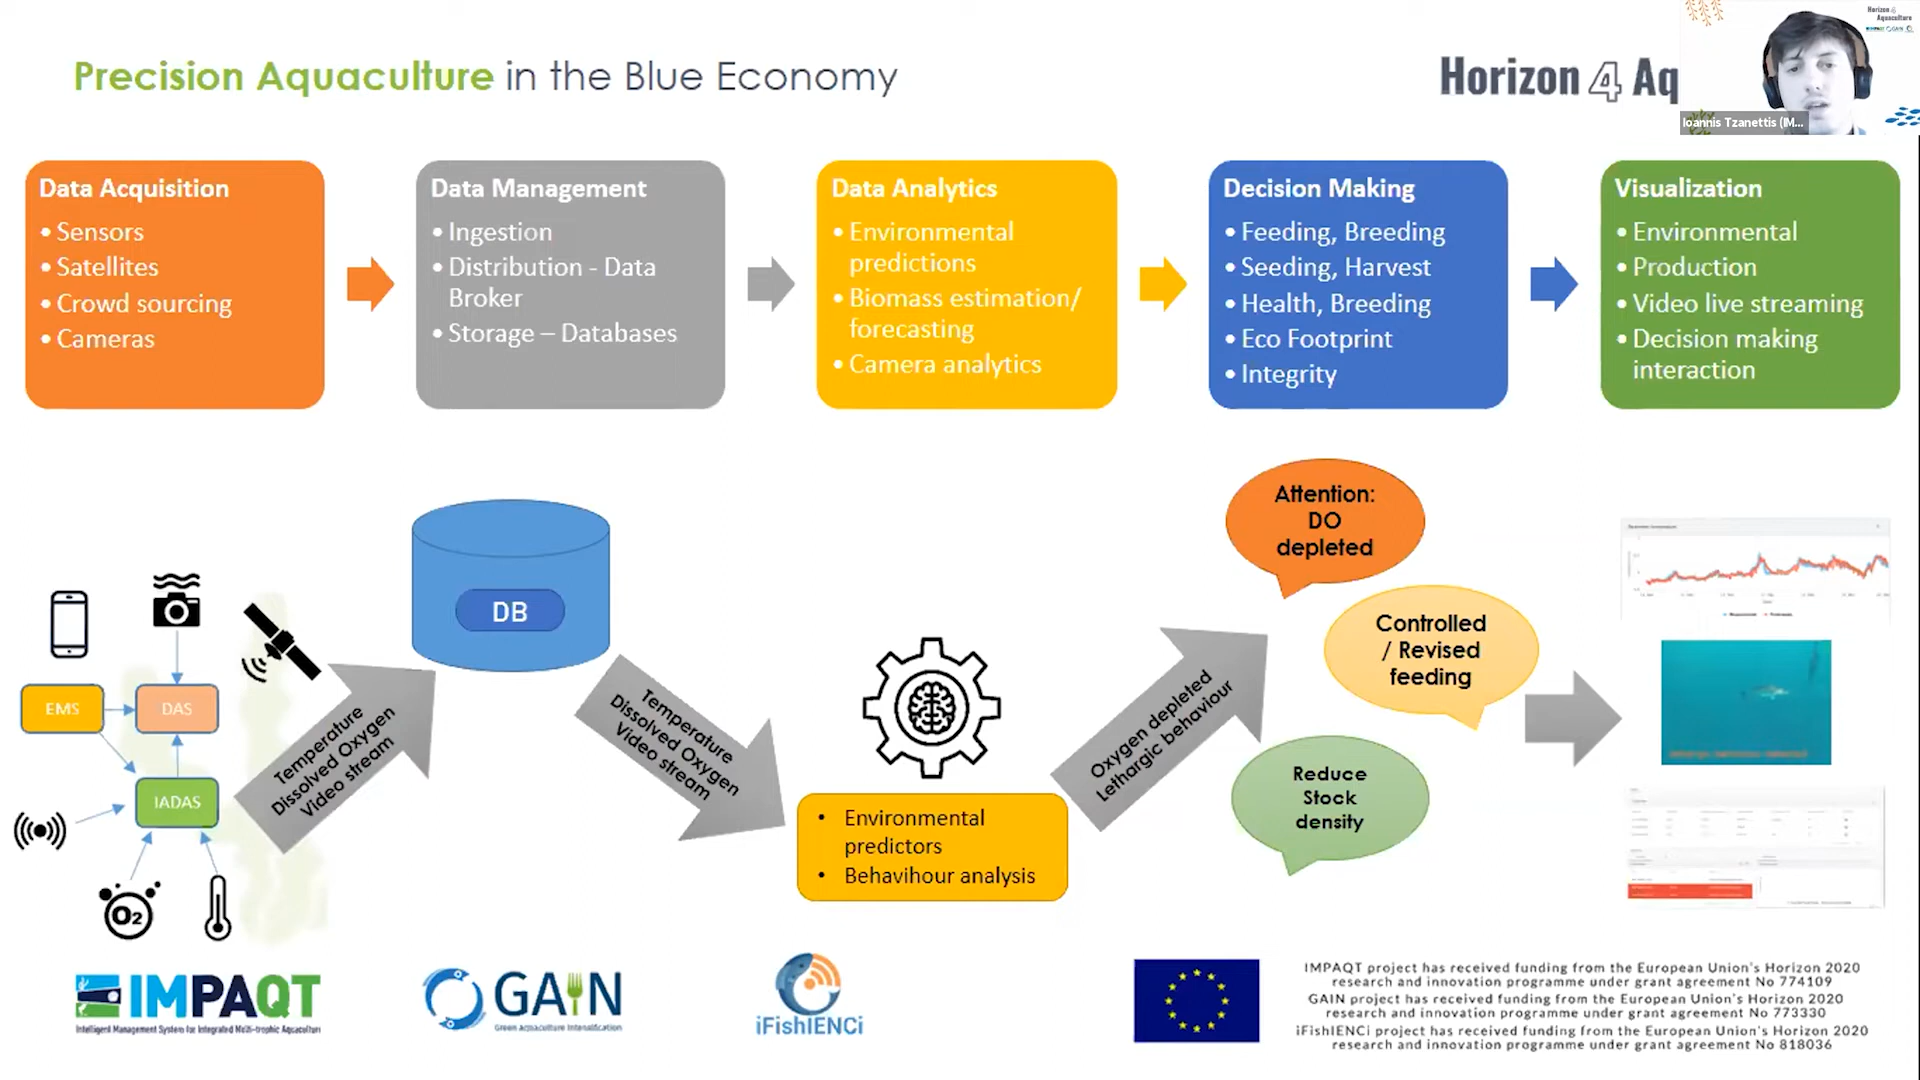 Precision Aquaculture in the Blue Economy
Horizon 4 Aq
Horizon 4
Aquaculture
Ioannis Tzanettis (IM...
Data Acquisition
• Sensors
• Satellites
• Crowd sourcing
• Cameras
Data Management
• Ingestion
• Distribution - Data
Broker
• Storage – Databases
Data Analytics
• Environmental
predictions
• Biomass estimation/
forecasting
• Camera analytics
Decision Making
• Feeding, Breeding
• Seeding, Harvest
• Health, Breeding
• Eco Footprint
• Integrity
Visualization
• Environmental
• Production
• Video live streaming
• Decision making
interaction
EMS
DAS
IADAS
O2
Temperature
Dissolved Oxygen
Video stream
DB
Temperature
Dissolved Oxygen
Video stream
• Environmental
predictors
• Behavihour analysis
Oxygen depleted
Lethargic behaviour
Attention:
DO
depleted
Controlled
/ Revised
feeding
Reduce
Stock
density
IMPAQT
Intelligent Management System for Integrated Multi-trophic Aquaculture
GAIN
Green Aquaculture Intensification
iFishIENCi
IMPAQT project has received funding from the European Union's Horizon 2020
research and innovation programme under grant agreement No 774109
GAIN project has received funding from the European Union's Horizon 2020
research and innovation programme under grant agreement No 773330
iFishIENCi project has received funding from the European Union's Horizon 2020
research and innovation programme under grant agreement No 818036